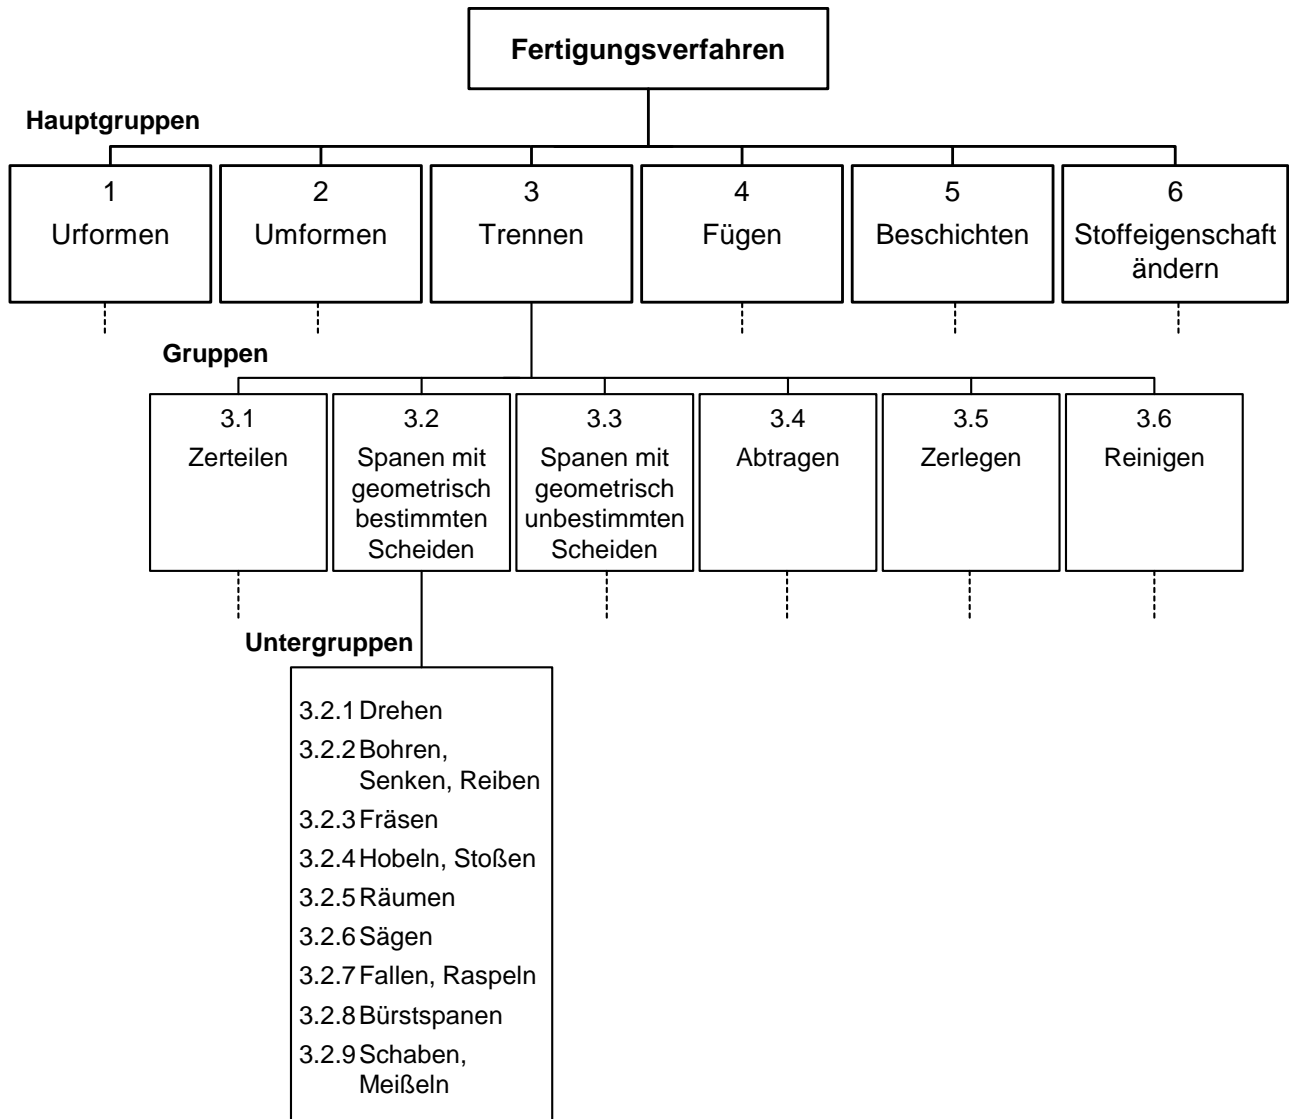 Fertigungsverfahren
Hauptgruppen
1
Urformen
2
Umformen
3
Trennen
4
Fügen
5
Beschichten
6
Stoffeigenschaft
ändern
Gruppen
3.1
Zerteilen
3.2
Spanen mit
geometrisch
bestimmten
Scheiden
3.3
Spanen mit
geometrisch
unbestimmten
Scheiden
3.4
Abtragen
3.5
Zerlegen
3.6
Reinigen
Untergruppen
3.2.1 Drehen
3.2.2 Bohren,
Senken, Reiben
3.2.3 Fräsen
3.2.4 Hobeln, Stoßen
3.2.5 Räumen
3.2.6 Sägen
3.2.7 Fallen, Raspeln
3.2.8 Bürstspanen
3.2.9 Schaben,
Meißeln